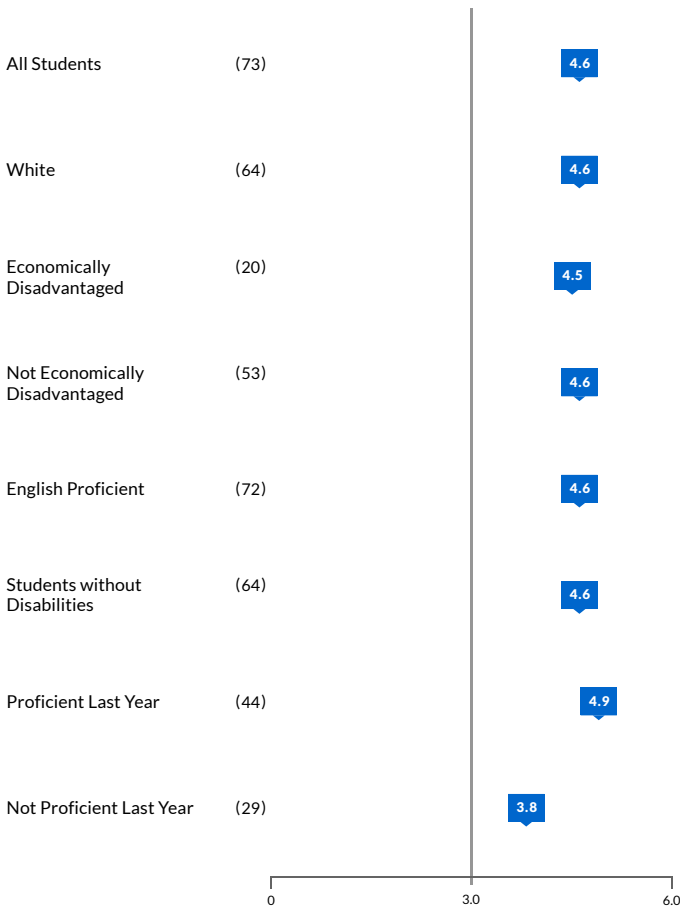 All Students (73) 4.6
White (64) 4.6
Economically (20) 4.5
Disadvantaged
Not Economically (53) 4.6
Disadvantaged
English Proficient (72) 4.6
Students without (64) 4.6
Disabilities
Proficient Last Year (44) 4.9
Not Proficient Last Year (29) 3.8
0 3.0 6.0